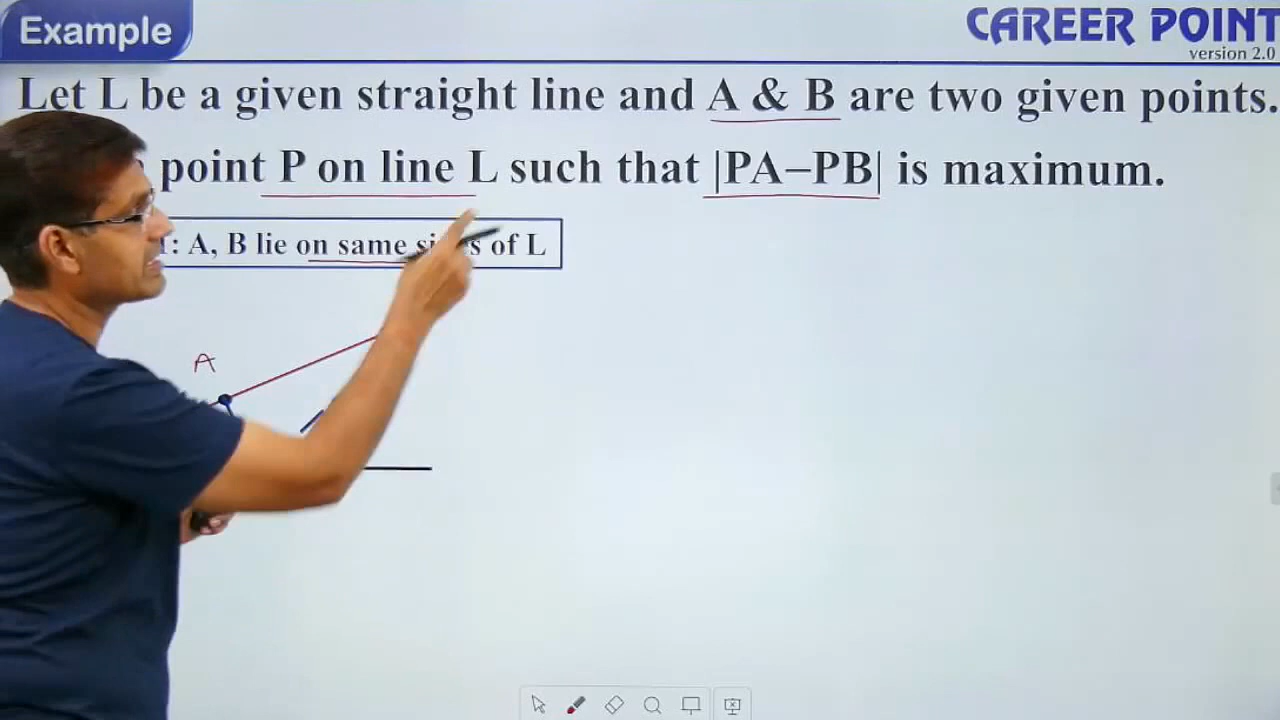 Example
CAREER POINT
version 2.0
Let L be a given straight line and A & B are two given points.
point P on line L such that |PA–PB| is maximum.
: A, B lie on same of L
A